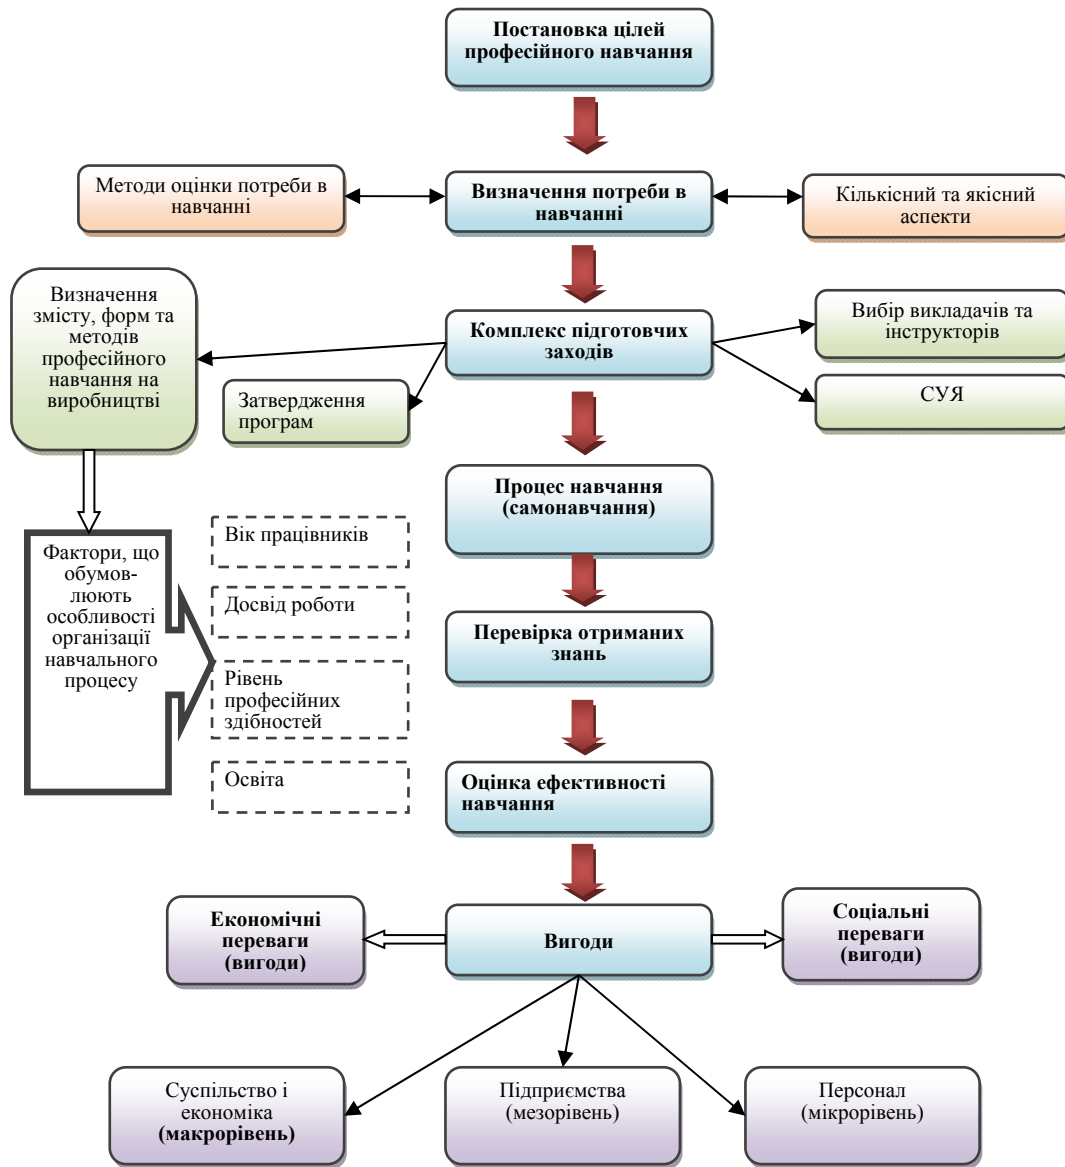 Постановка цілей
професійного навчання
Методи оцінки потреби в
навчанні
Визначення потреби в
навчанні
Кількісний та якісний
аспекти
Визначення
змісту, форм та
методів
професійного
навчання на
виробництві
Комплекс підготовчих
заходів
Вибір викладачів та
інструкторів
Затвердження
програм
СУЯ
Процес навчання
(самонавчання)
Фактори, що
обумов-
люють
особливості
організації
навчального
процесу
Вік працівників
Досвід роботи
Рівень
професійних
здібностей
Освіта
Перевірка отриманих
знань
Оцінка ефективності
навчання
Економічні
переваги
(вигоди)
Вигоди
Соціальні
переваги
(вигоди)
Суспільство і
економіка
(макрорівень)
Підприємства
(мезорівень)
Персонал
(мікрорівень)